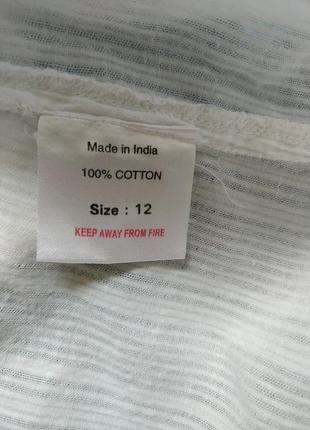 Made in India
100% COTTON
Size : 12
KEEP AWAY FROM FIRE